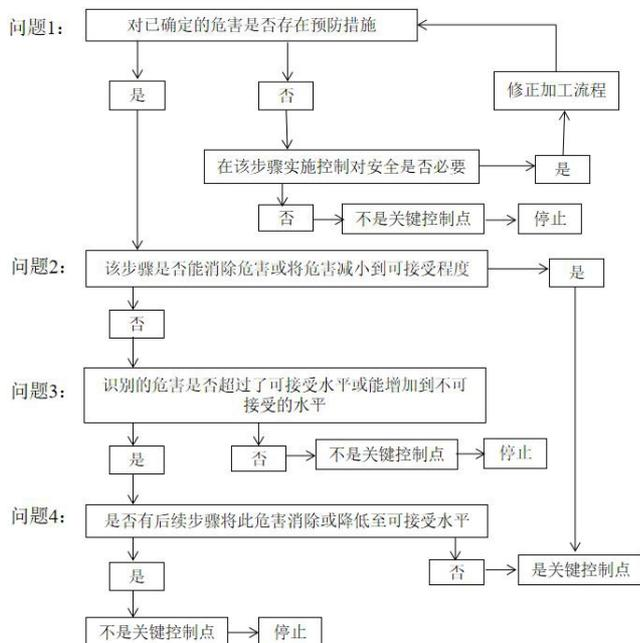 问题1：
对已确定的危害是否存在预防措施
是
否
修正加工流程
在该步骤实施控制对安全是否必要
是
否
不是关键控制点
停止
问题2：
该步骤是否能消除危害或将危害减小到可接受程度
是
否
问题3：
识别的危害是否超过了可接受水平或能增加到不可
接受的水平
是
否
不是关键控制点
停止
问题4：
是否有后续步骤将此危害消除或降低至可接受水平
是
否
是关键控制点
不是关键控制点
停止